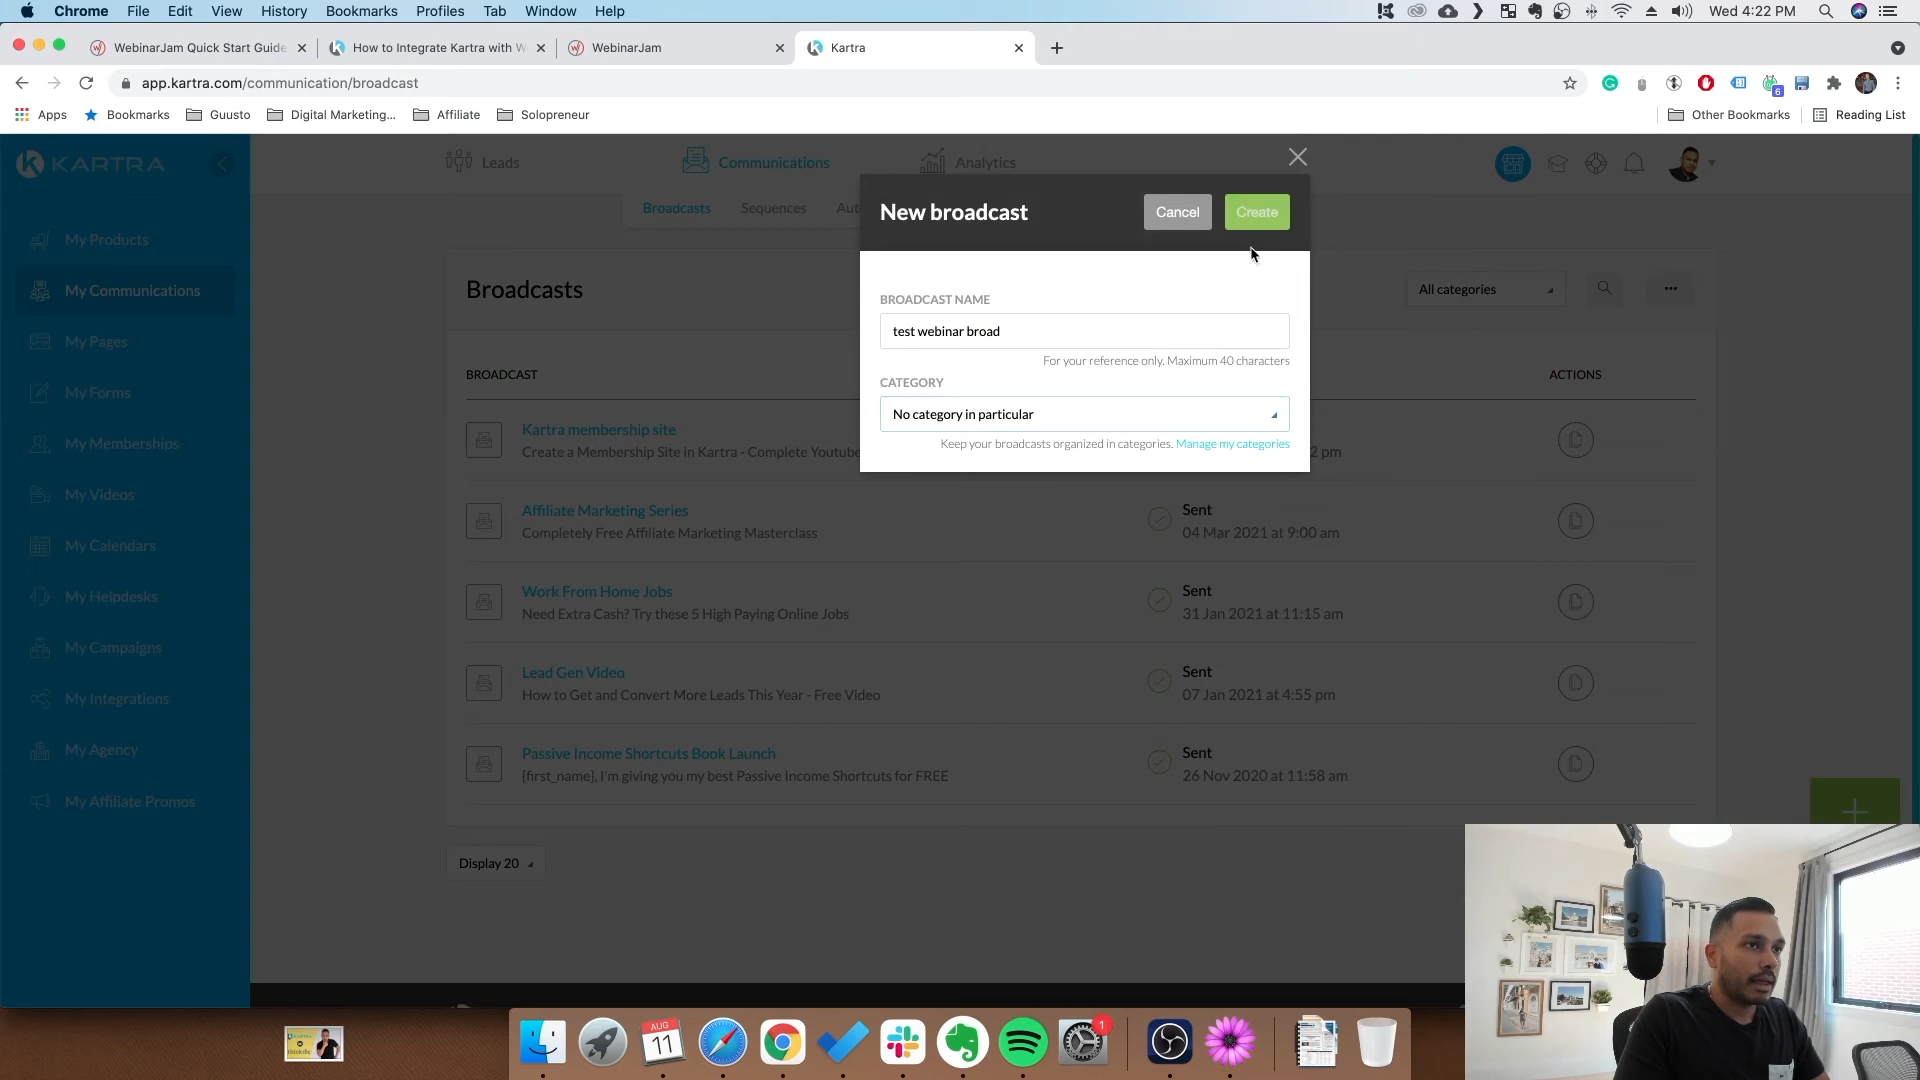 Chrome File Edit View History Bookmarks Profiles Tab Window Help
Wed 4:22 PM
WebinarJam Quick Start Guide
How to Integrate Kartra with W
WebinarJam
Kartra
app.kartra.com/communication/broadcast
6
Apps
Bookmarks
Guusto
Digital Marketing...
Affiliate
Solopreneur
Other Bookmarks
Reading List
KARTRA
Leads
Communications
Analytics
Broadcasts
Sequences
Aut
My Products
My Communications
My Pages
My Forms
My Memberships
My Videos
My Calendars
My Helpdesks
My Campaigns
My Integrations
My Agency
My Affiliate Promos
New broadcast
Cancel
Create
BROADCAST NAME
test webinar broad
For your reference only. Maximum 40 characters
CATEGORY
No category in particular
Keep your broadcasts organized in categories. Manage my categories
Broadcasts
All categories
BROADCAST
ACTIONS
Kartra membership site
Create a Membership Site in Kartra - Complete Youtube
2 pm
Affiliate Marketing Series
Completely Free Affiliate Marketing Masterclass
Sent
04 Mar 2021 at 9:00 am
Work From Home Jobs
Need Extra Cash? Try these 5 High Paying Online Jobs
Sent
31 Jan 2021 at 11:15 am
Lead Gen Video
How to Get and Convert More Leads This Year - Free Video
Sent
07 Jan 2021 at 4:55 pm
Passive Income Shortcuts Book Launch
{first_name}, I'm giving you my best Passive Income Shortcuts for FREE
Sent
26 Nov 2020 at 11:58 am
Display 20
AUG
11
1